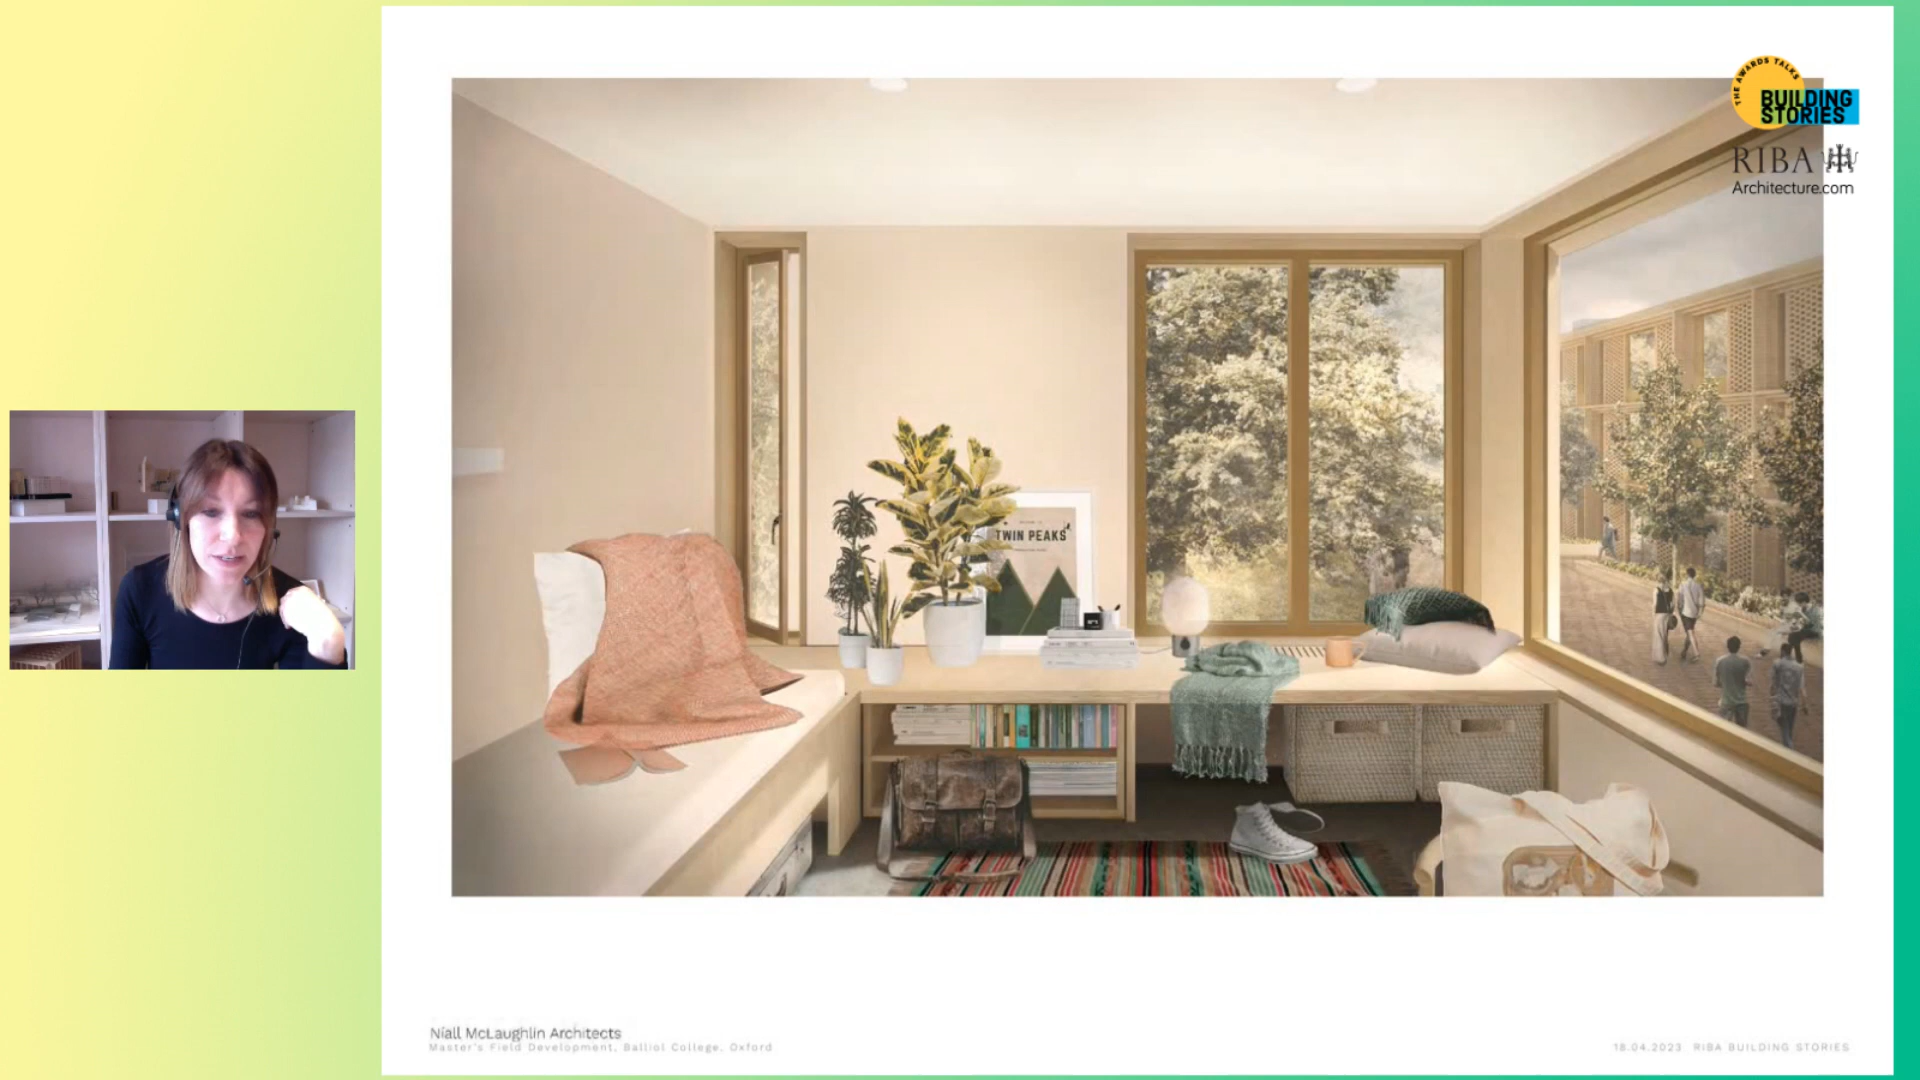 THE AWARDS TALKS
BUILDING
STORIES
RIBA
Architecture.com
TWIN PEAKS
Níall McLaughlin Architects
Master's Field Development, Balliol College, Oxford
18.04.2023 RIBA BUILDING STORIES